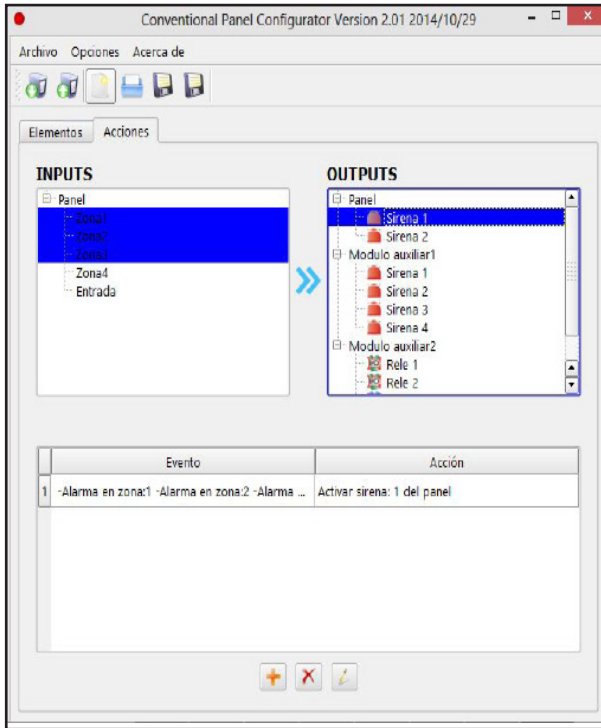 Conventional Panel Configurator Version 2.01 2014/10/29
Archivo Opciones Acerca de
Elementos Acciones
INPUTS
Panel
Zona1
Zona2
Zona3
Zona4
Entrada
OUTPUTS
Panel
Sirena 1
Sirena 2
Modulo auxiliar1
Sirena 1
Sirena 2
Sirena 3
Sirena 4
Modulo auxiliar2
Rele 1
Rele 2
Evento Acción
1 -Alarma en zona:1 -Alarma en zona:2 -Alarma ... Activar sirena: 1 del panel